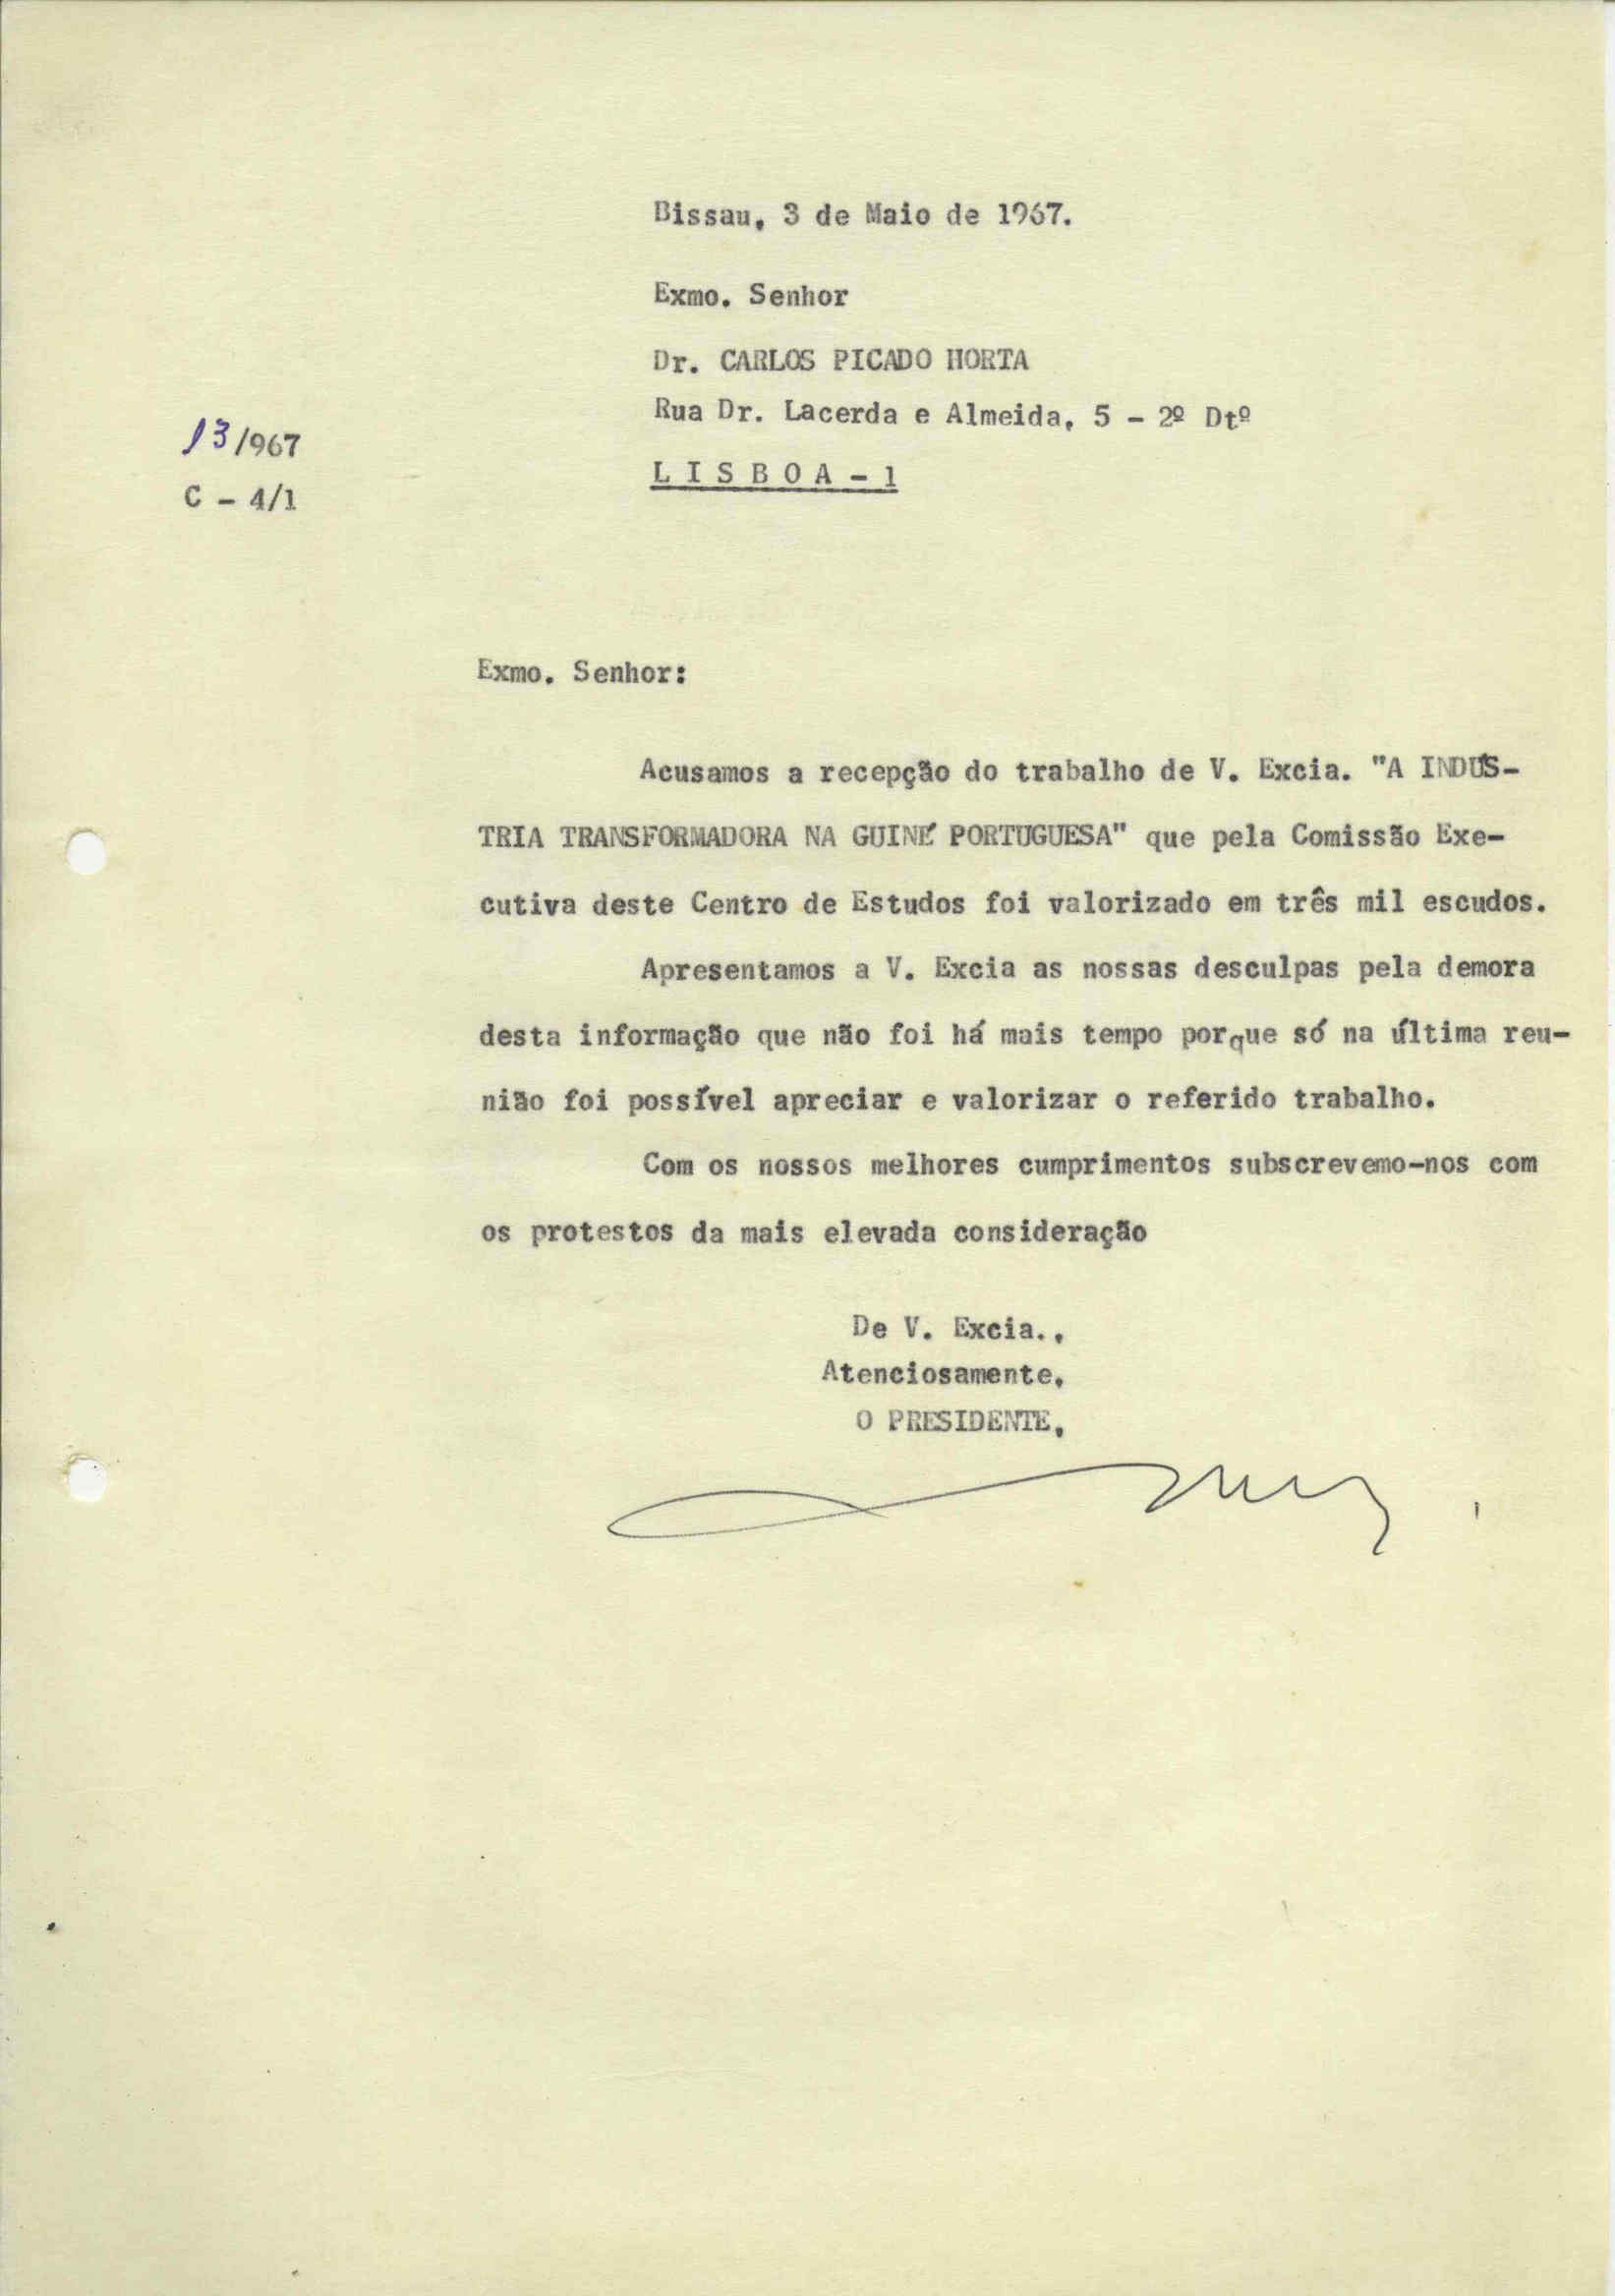 Bissau, 3 de Maio de 1967.
Exmo. Senhor
Dr. CARLOS PICADO HORTA
Rua Dr. Lacerda e Almeida, 5 - 2º Dtº
L I S B O A - 1
13/967
C - 4/1
Exmo. Senhor:
Acusamos a recepção do trabalho de V. Excia. "A INDÚS-
TRIA TRANSFORMADORA NA GUINÉ PORTUGUESA" que pela Comissão Exe-
cutiva deste Centro de Estudos foi valorizado em três mil escudos.
Apresentamos a V. Excia as nossas desculpas pela demora
desta informação que não foi há mais tempo porque só na última reu-
nião foi possível apreciar e valorizar o referido trabalho.
Com os nossos melhores cumprimentos subscrevemo-nos com
os protestos da mais elevada consideração
De V. Excia.,
Atenciosamente,
O PRESIDENTE,